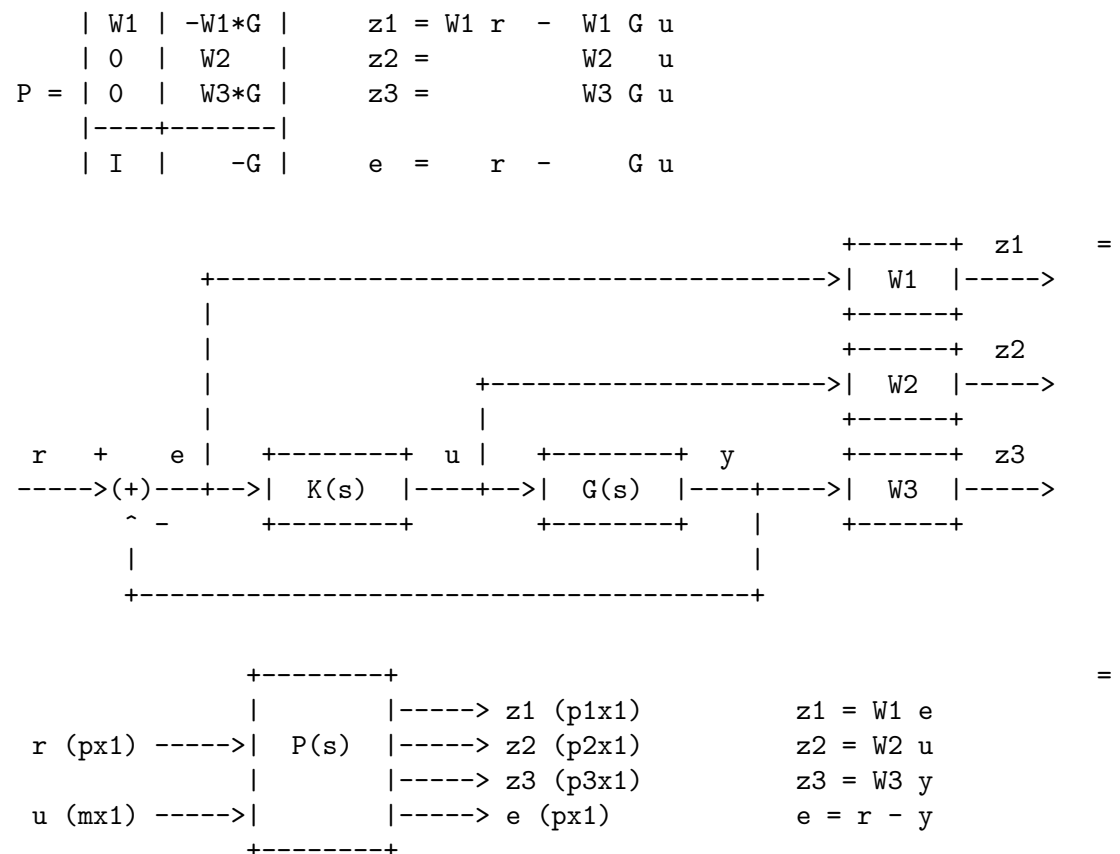 | W1 | -W1*G |     z1 = W1 r  -  W1 G u
    | 0  |  W2   |     z2 =          W2   u
P = | 0  |  W3*G |     z3 =          W3 G u
    |----+-------|
    | I  |    -G |     e  =    r  -     G u

                                                      +------+  z1     =
            +---------------------------------------->|  W1  |----->
            |                                         +------+
            |                                         +------+  z2
            |                 +---------------------->|  W2  |----->
            |                 |                       +------+
 r   +    e |   +--------+  u |   +--------+  y       +------+  z3
----->(+)---+-->|  K(s)  |----+-->|  G(s)  |----+---->|  W3  |----->
       ^ -      +--------+        +--------+    |     +------+
       |                                        |
       +----------------------------------------+

               +--------+                                              =
               |        |-----> z1 (p1x1)          z1 = W1 e
 r (px1) ----->|  P(s)  |-----> z2 (p2x1)          z2 = W2 u
               |        |-----> z3 (p3x1)          z3 = W3 y
 u (mx1) ----->|        |-----> e (px1)            e = r - y
               +--------+